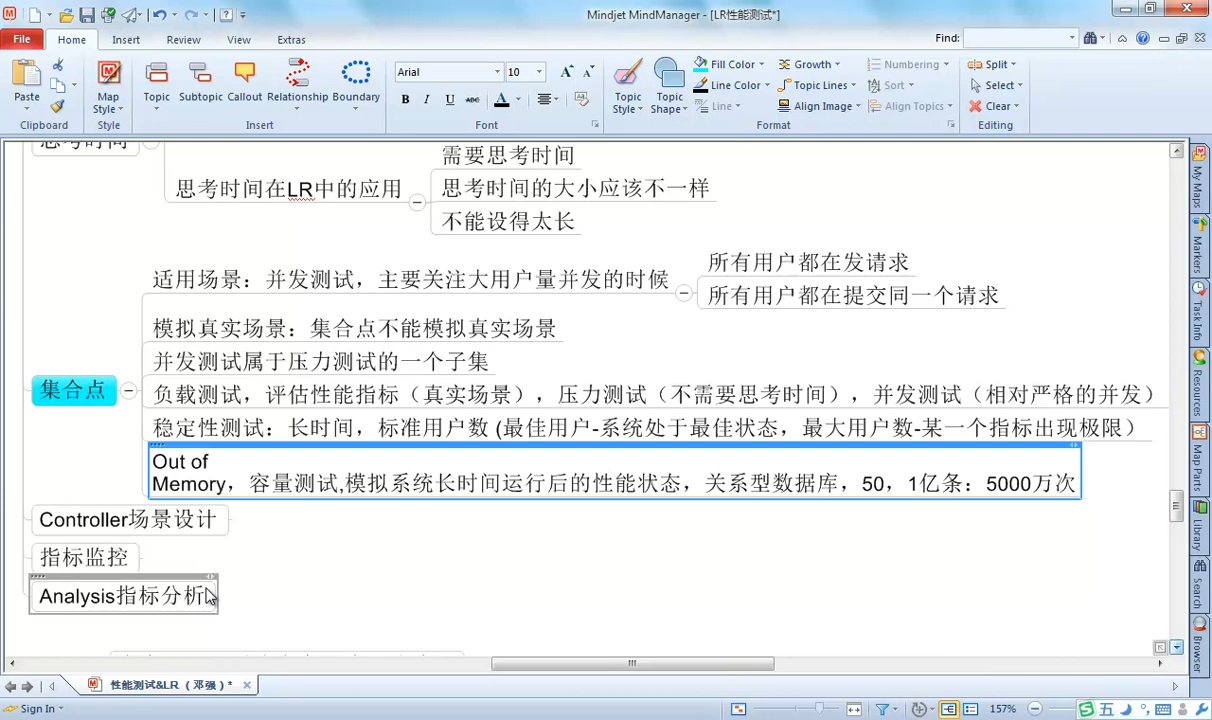 Mindjet MindManager - [LR性能测试*]
File
Home
Insert
Review
View
Extras
Find:
Paste
Map Style
Topic
Subtopic
Callout
Relationship
Boundary
Arial
10
B
I
U
abc
A
Topic Style
Topic Shape
Fill Color
Line Color
Line
Growth
Topic Lines
Align Image
Numbering
Sort
Align Topics
Split
Select
Clear
Clipboard
Style
Insert
Font
Format
Editing
思考时间
需要思考时间
思考时间在LR中的应用
思考时间的大小应该不一样
不能设得太长
所有用户都在发请求
适用场景：并发测试，主要关注大用户量并发的时候
所有用户都在提交同一个请求
模拟真实场景：集合点不能模拟真实场景
并发测试属于压力测试的一个子集
集合点
负载测试，评估性能指标（真实场景），压力测试（不需要思考时间），并发测试（相对严格的并发）
稳定性测试：长时间，标准用户数 (最佳用户-系统处于最佳状态，最大用户数-某一个指标出现极限）
Out of
Memory，容量测试,模拟系统长时间运行后的性能状态，关系型数据库，50，1亿条：5000万次
Controller场景设计
指标监控
Analysis指标分析
My Maps
Markers
Task Info
Resources
Map Parts
Library
Search
Browser
性能测试&LR （邓强）*
Sign In
157%
五